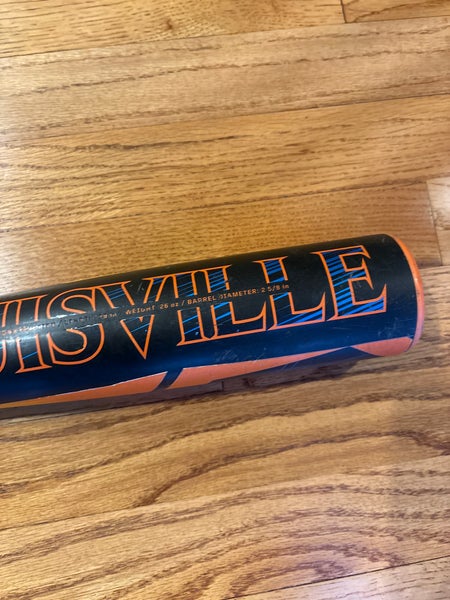 UISVILLE
WEIGHT 26 oz / BARREL DIAMETER: 2 5/8 in